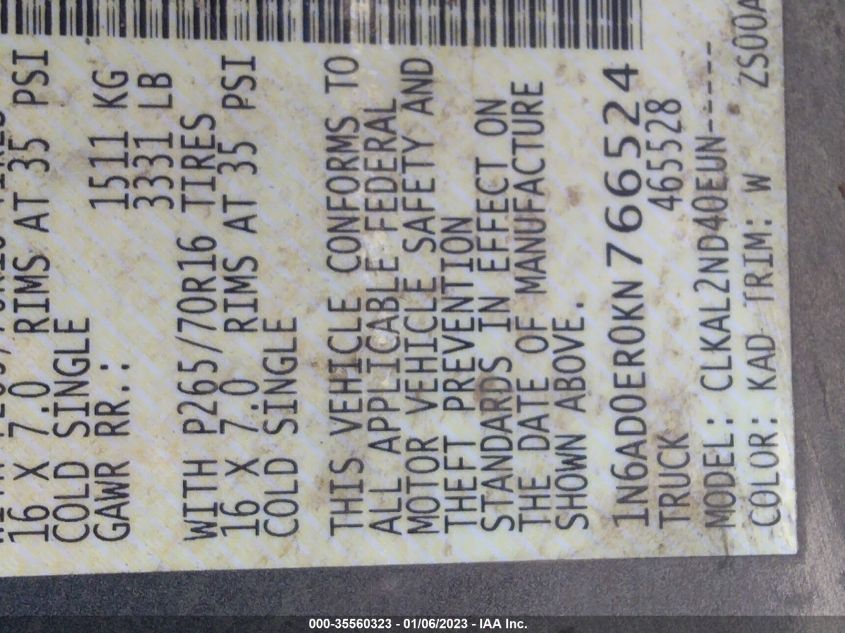 16 X 7.0 RIMS AT 35 PSI
COLD SINGLE
GAWR RR.: 1511 KG
3331 LB
WITH P265/70R16 TIRES
16 X 7.0 RIMS AT 35 PSI
COLD SINGLE
THIS VEHICLE CONFORMS TO
ALL APPLICABLE FEDERAL
MOTOR VEHICLE SAFETY AND
THEFT PREVENTION
STANDARDS IN EFFECT ON
THE DATE OF MANUFACTURE
SHOWN ABOVE.
1N6AD0ER0KN766524
TRUCK 465528
MODEL: CLKAL2ND40EUN-----
COLOR: KAD TRIM: W ZS00A
000-35560323 - 01/06/2023 - IAA Inc.